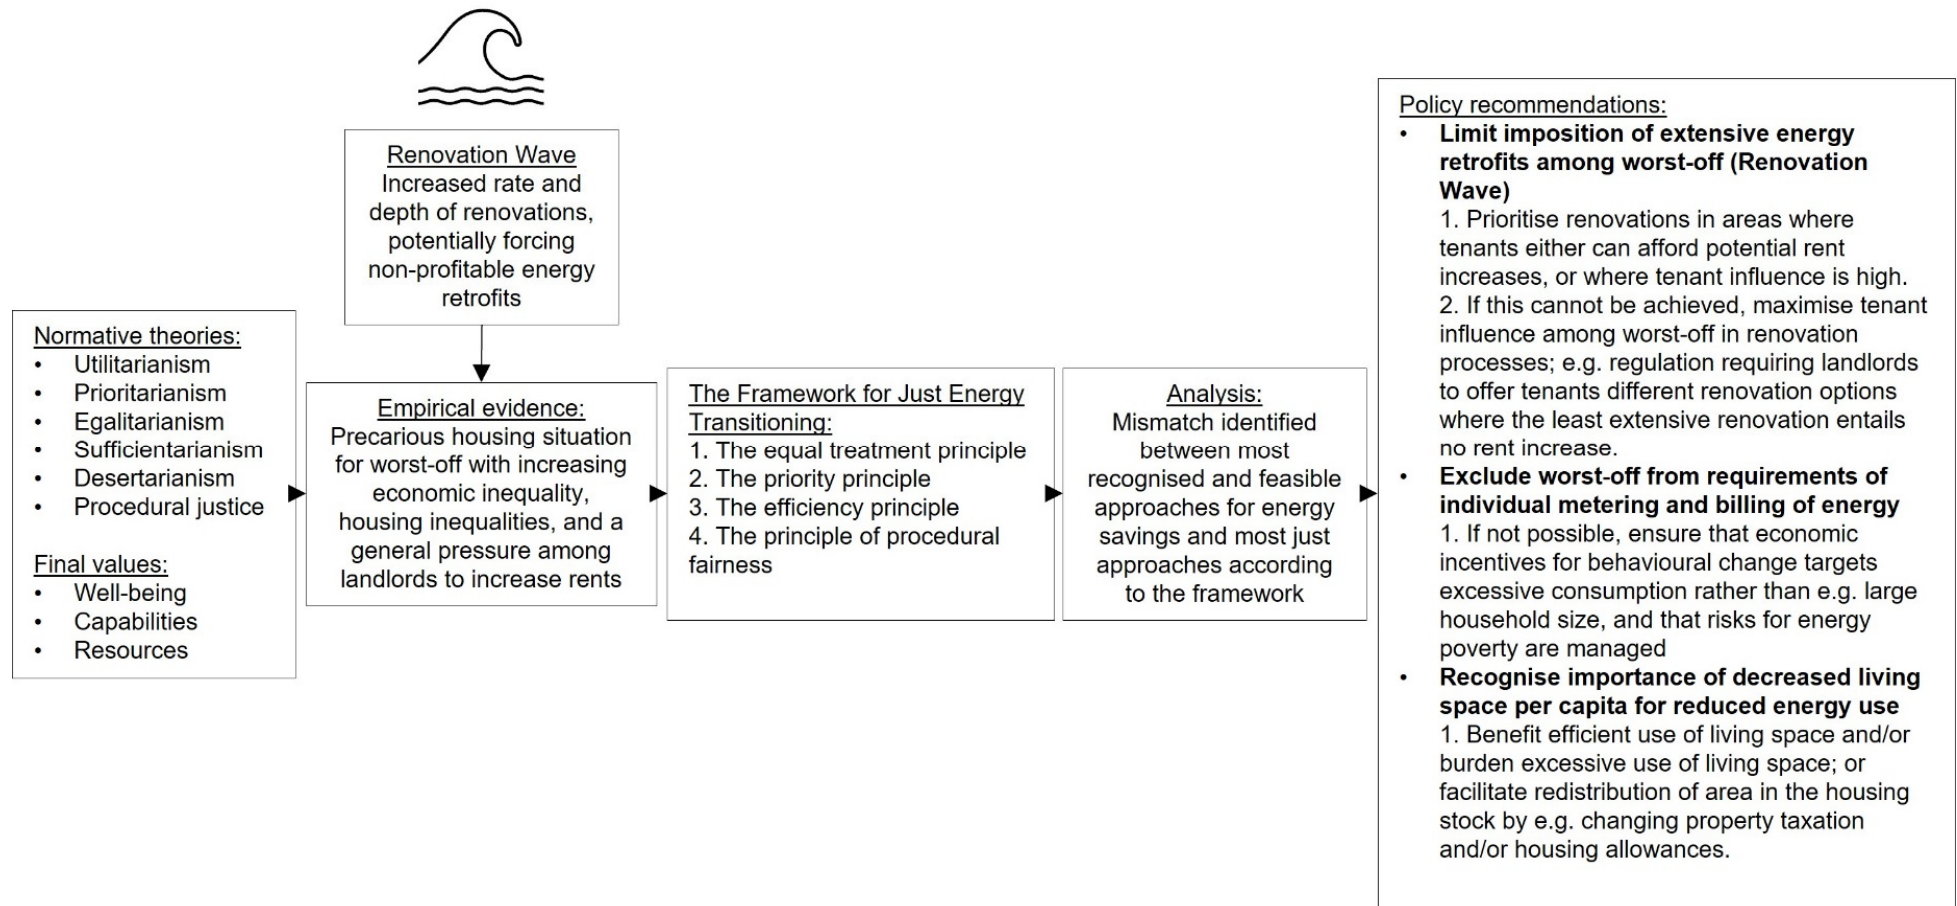 Renovation Wave
Increased rate and
depth of renovations,
potentially forcing
non-profitable energy
retrofits
Normative theories:
• Utilitarianism
• Prioritarianism
• Egalitarianism
• Sufficientarianism
• Desertarianism
• Procedural justice
Final values:
• Well-being
• Capabilities
• Resources
Empirical evidence:
Precarious housing situation
for worst-off with increasing
economic inequality,
housing inequalities, and a
general pressure among
landlords to increase rents
The Framework for Just Energy
Transitioning:
1. The equal treatment principle
2. The priority principle
3. The efficiency principle
4. The principle of procedural
fairness
Analysis:
Mismatch identified
between most
recognised and feasible
approaches for energy
savings and most just
approaches according
to the framework
Policy recommendations:
• Limit imposition of extensive energy
retrofits among worst-off (Renovation
Wave)
1. Prioritise renovations in areas where
tenants either can afford potential rent
increases, or where tenant influence is high.
2. If this cannot be achieved, maximise tenant
influence among worst-off in renovation
processes; e.g. regulation requiring landlords
to offer tenants different renovation options
where the least extensive renovation entails
no rent increase.
• Exclude worst-off from requirements of
individual metering and billing of energy
1. If not possible, ensure that economic
incentives for behavioural change targets
excessive consumption rather than e.g. large
household size, and that risks for energy
poverty are managed
• Recognise importance of decreased living
space per capita for reduced energy use
1. Benefit efficient use of living space and/or
burden excessive use of living space; or
facilitate redistribution of area in the housing
stock by e.g. changing property taxation
and/or housing allowances.